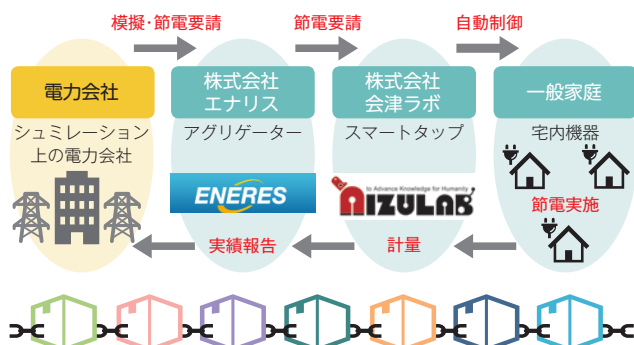 模擬・節電要請
節電要請
自動制御
電力会社
株式会社
エナリス
株式会社
会津ラボ
一般家庭
シュミレーション
上の電力会社
アグリゲーター
スマートタップ
宅内機器
ENERES
to Advance Knowledge for Humanity
AIZULAB
節電実施
実績報告
計量